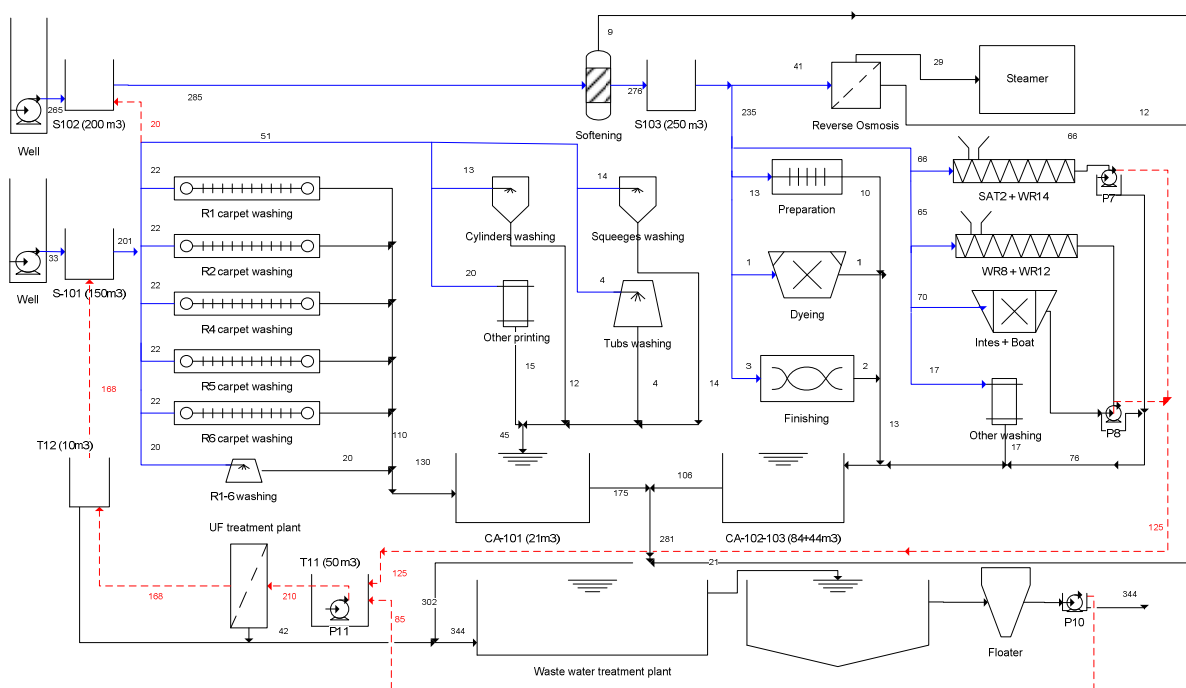 9
41
29
Steamer
285
276
265
S102 (200 m3)
20
51
Softening
S103 (250 m3)
235
Reverse Osmosis
12
Well
66
22
13
14
66
13
10
SAT2 + WR14
P7
R1 carpet washing
Cylinders washing
Squeeges washing
Preparation
65
201
22
33
R2 carpet washing
20
4
1
1
WR8 + WR12
Well
S-101 (150m3)
22
70
R4 carpet washing
Other printing
Tubs washing
Dyeing
Intes + Boat
22
168
R5 carpet washing
15
12
4
14
3
2
17
22
R6 carpet washing
Finishing
Other washing
P8
T12 (10m3)
110
45
13
17
76
20
20
130
R1-6 washing
175
106
UF treatment plant
CA-101 (21m3)
CA-102-103 (84+44m3)
125
281
T11 (50m3)
125
21
168
210
85
302
344
P11
P10
42
344
Floater
Waste water treatment plant